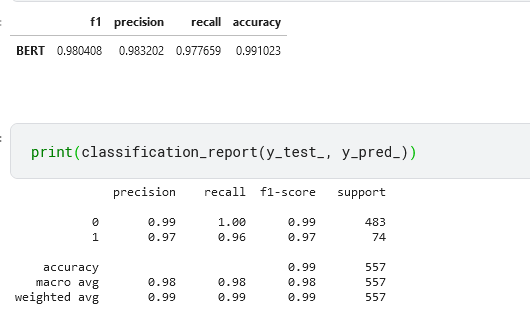 f1 precision recall accuracy
BERT 0.980408 0.983202 0.977659 0.991023
print(classification_report(y_test_, y_pred_))
precision recall f1-score support
0 0.99 1.00 0.99 483
1 0.97 0.96 0.97 74
accuracy 0.99 557
macro avg 0.98 0.98 0.98 557
weighted avg 0.99 0.99 0.99 557